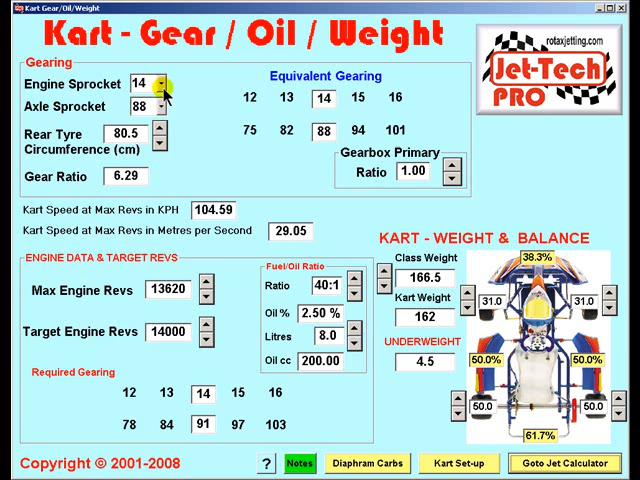 Kart Gear/Oil/Weight
Kart - Gear / Oil / Weight
rotaxjetting.com
Jet-Tech
PRO
Gearing
Engine Sprocket 14
Axle Sprocket 88
Rear Tyre 80.5
Circumference (cm)
Gear Ratio 6.29
Equivalent Gearing
12 13 14 15 16
75 82 88 94 101
Gearbox Primary
Ratio 1.00
Kart Speed at Max Revs in KPH 104.59
Kart Speed at Max Revs in Metres per Second 29.05
ENGINE DATA & TARGET REVS
Max Engine Revs 13620
Target Engine Revs 14000
Fuel/Oil Ratio
Ratio 40:1
Oil % 2.50 %
Litres 8.0
Oil cc 200.00
Required Gearing
12 13 14 15 16
78 84 91 97 103
KART - WEIGHT & BALANCE
Class Weight
166.5
Kart Weight
162
UNDERWEIGHT
4.5
38.3%
31.0 31.0
50.0% 50.0%
50.0 50.0
61.7%
Copyright © 2001-2008
? Notes Diaphram Carbs Kart Set-up Goto Jet Calculator